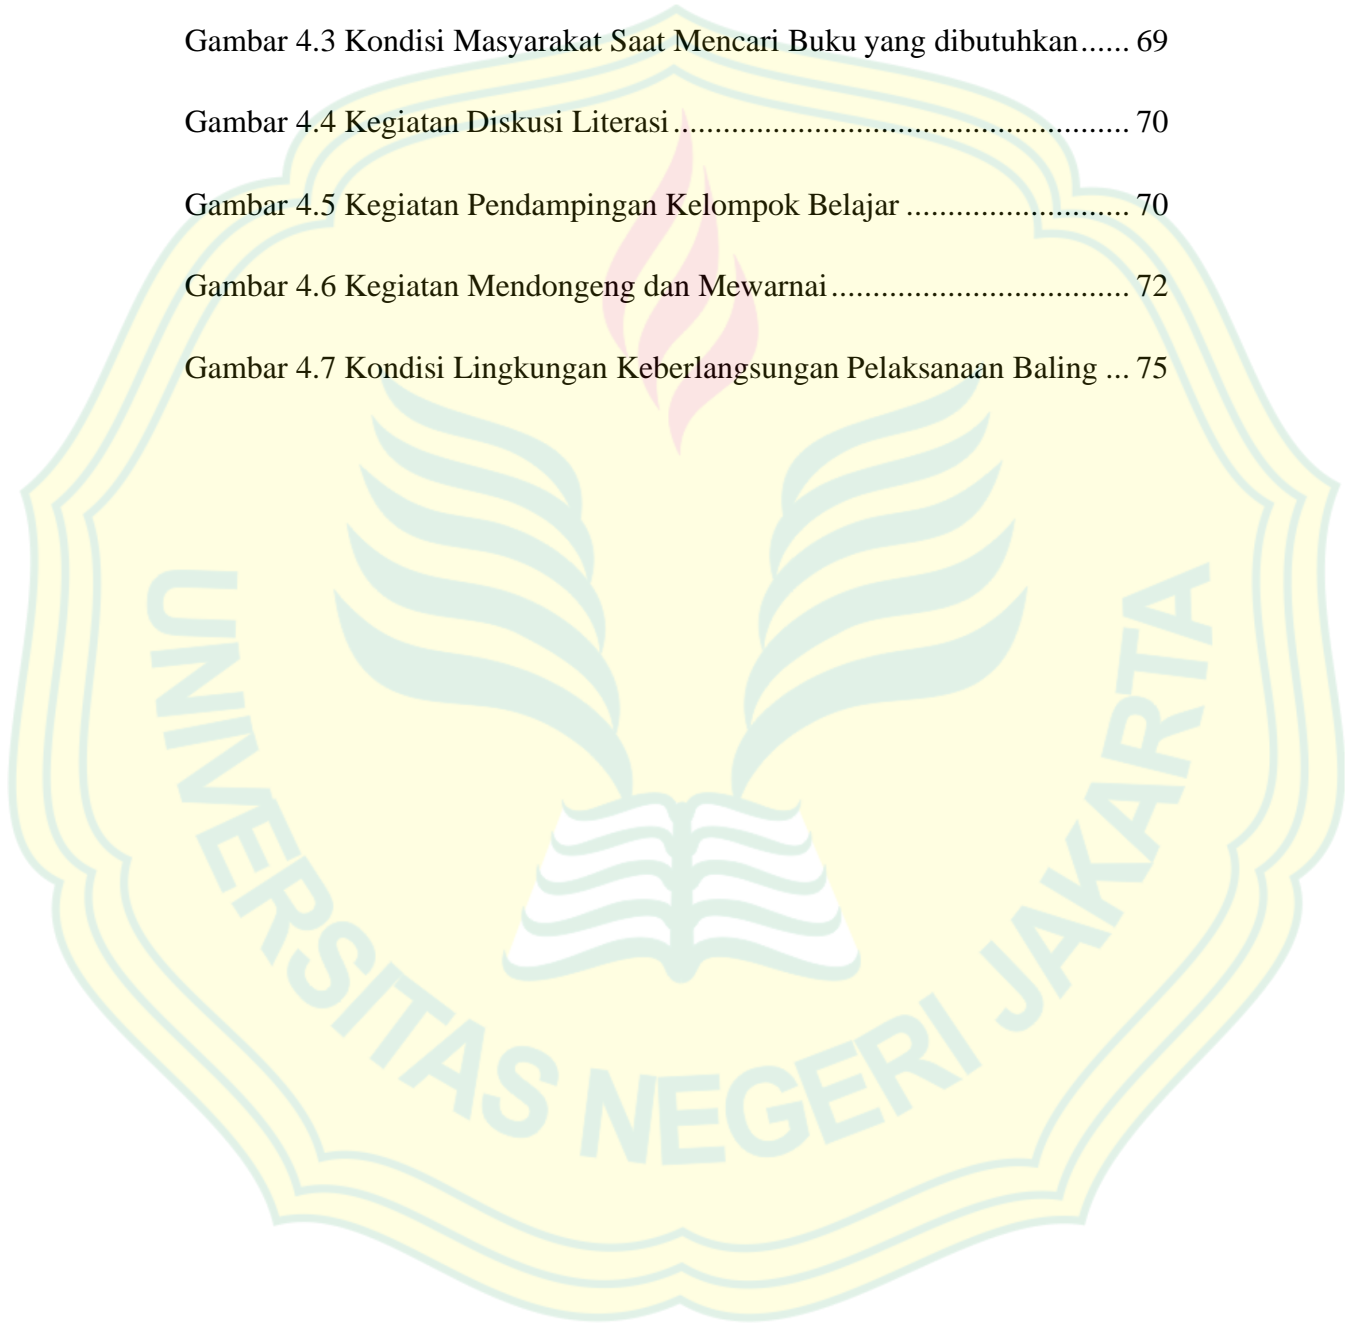 Gambar 4.3 Kondisi Masyarakat Saat Mencari Buku yang dibutuhkan...... 69
Gambar 4.4 Kegiatan Diskusi Literasi....................................................... 70
Gambar 4.5 Kegiatan Pendampingan Kelompok Belajar ........................... 70
Gambar 4.6 Kegiatan Mendongeng dan Mewarnai.................................... 72
Gambar 4.7 Kondisi Lingkungan Keberlangsungan Pelaksanaan Baling ... 75
UNIVERSITAS NEGERI JAKARTA